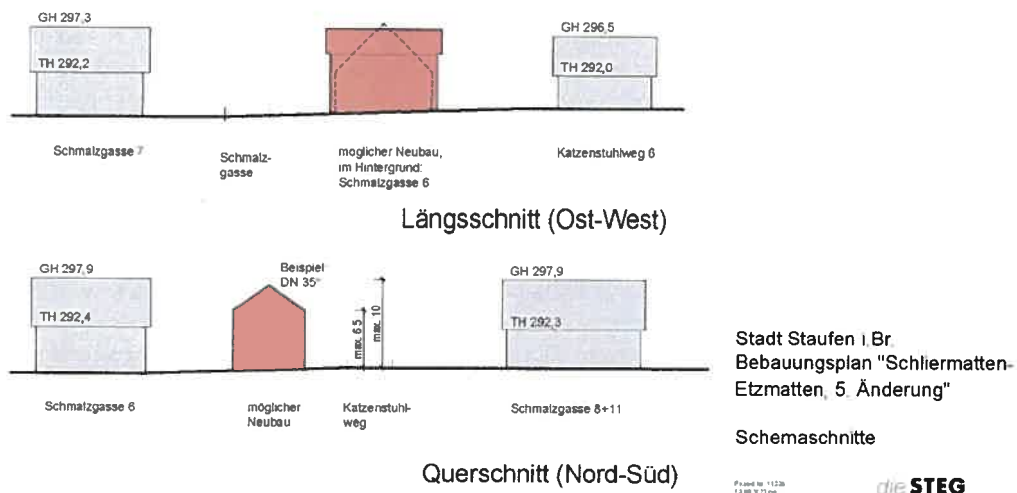 GH 297,3
TH 292,2
GH 296,5
TH 292,0
Schmalzgasse 7
Schmalz-
gasse
möglicher Neubau,
im Hintergrund:
Schmalzgasse 6
Katzenstuhlweg 6
Längsschnitt (Ost-West)
GH 297,9
TH 292,4
Beispiel
DN 35°
max. 6.5
max. 10
GH 297,9
TH 292,3
Schmalzgasse 6
möglicher
Neubau
Katzenstuhl-
weg
Schmalzgasse 8+11
Querschnitt (Nord-Süd)
Stadt Staufen i.Br.
Bebauungsplan "Schliermatten-
Etzmatten, 5. Änderung"
Schemaschnitte
die STEG